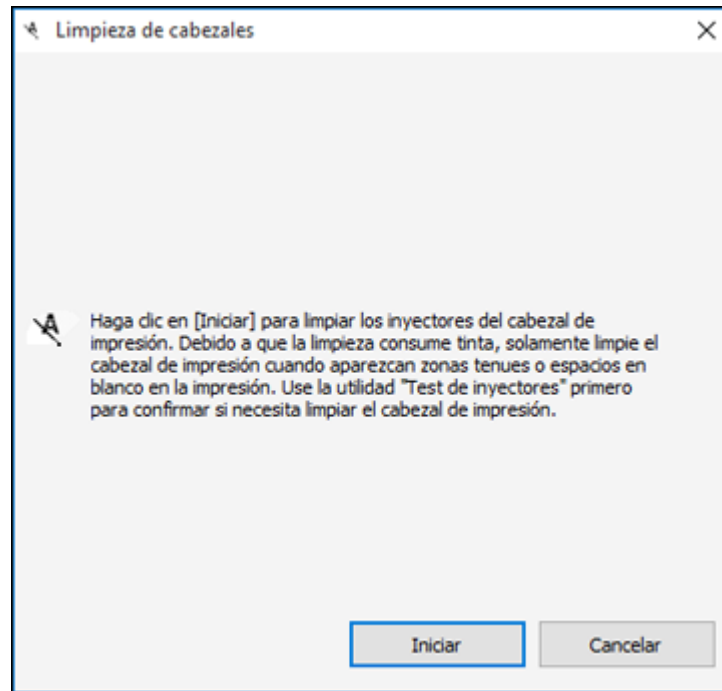 Limpieza de cabezales
Haga clic en [Iniciar] para limpiar los inyectores del cabezal de
impresión. Debido a que la limpieza consume tinta, solamente limpie el
cabezal de impresión cuando aparezcan zonas tenues o espacios en
blanco en la impresión. Use la utilidad "Test de inyectores" primero
para confirmar si necesita limpiar el cabezal de impresión.
Iniciar
Cancelar